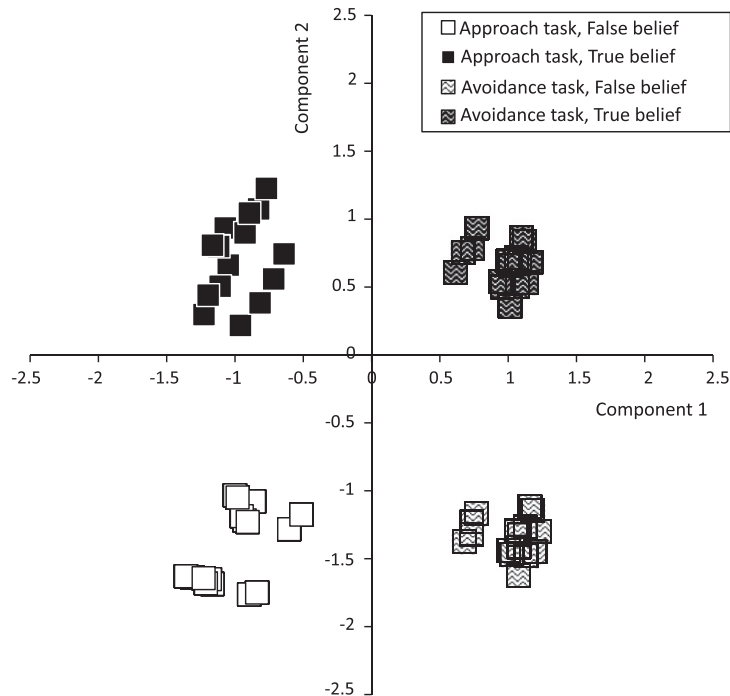 2.5
Component 2
Approach task, False belief
Approach task, True belief
Avoidance task, False belief
Avoidance task, True belief
2
1.5
1
0.5
0
-2.5 -2 -1.5 -1 -0.5 0 0.5 1 1.5 2 2.5
Component 1
-0.5
-1
-1.5
-2
-2.5